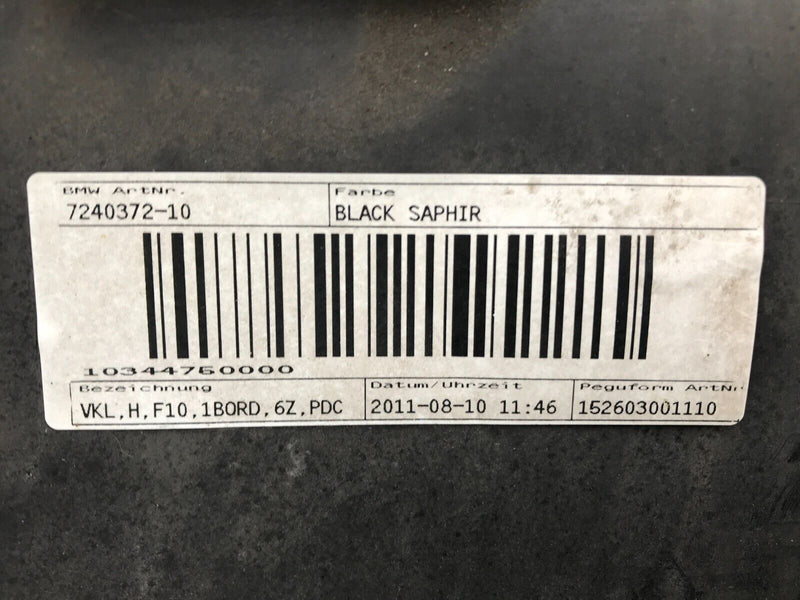 BMW ArtNr. Farbe
7240372-10 BLACK SAPHIR
10344750000
Bezeichnung Datum/Uhrzeit Peguform ArtNr
VKL,H,F10,1BORD,6Z,PDC 2011-08-10 11:46 152603001110